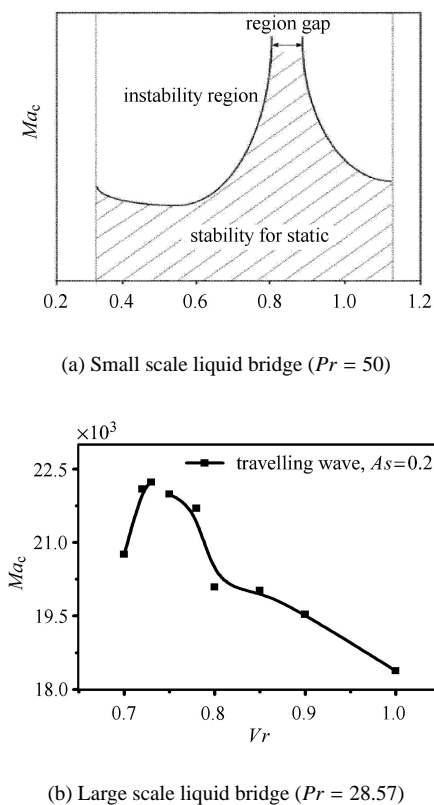 region gap
instability region
Ma_c
stability for static
0.2 0.4 0.6 0.8 1.0 1.2
(a) Small scale liquid bridge (Pr = 50)
×10³
22.5
travelling wave, As=0.2
21.0
Ma_c
19.5
18.0
0.7 0.8 0.9 1.0
Vr
(b) Large scale liquid bridge (Pr = 28.57)